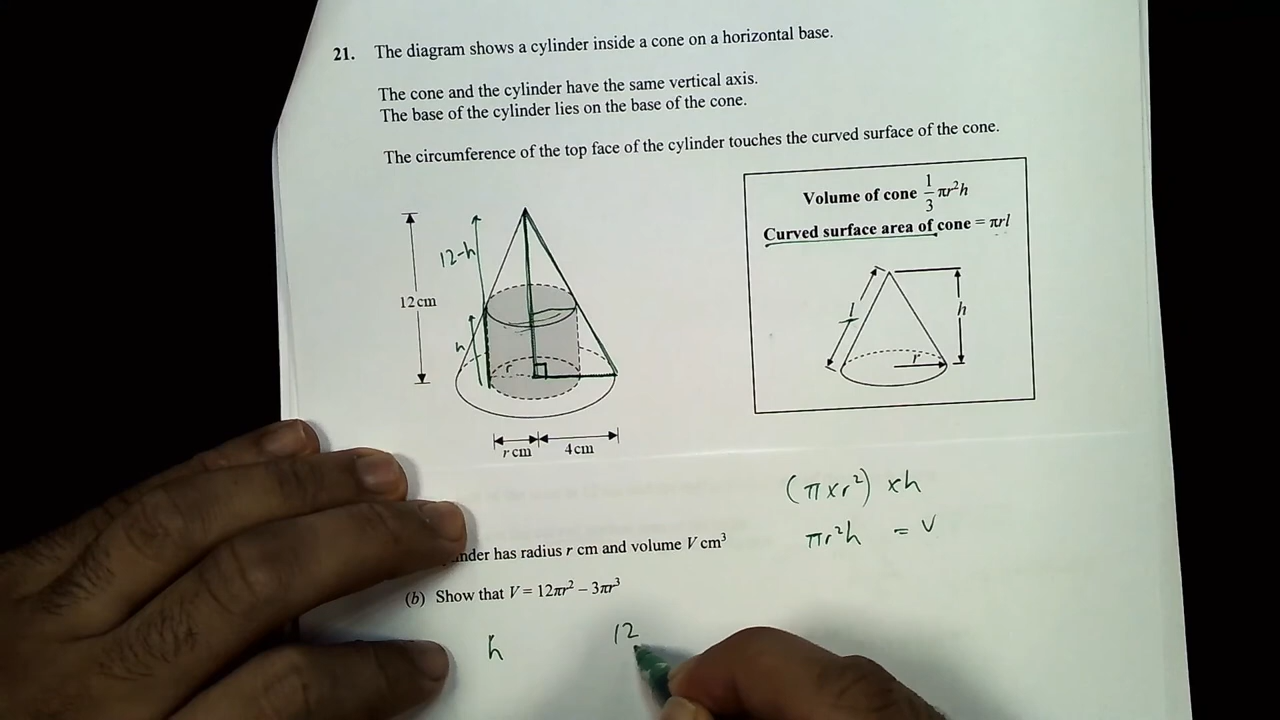 21. The diagram shows a cylinder inside a cone on a horizontal base.
The cone and the cylinder have the same vertical axis.
The base of the cylinder lies on the base of the cone.
The circumference of the top face of the cylinder touches the curved surface of the cone.
12-h
12 cm
h
r
r cm
4 cm
Volume of cone 1/3 πr²h
Curved surface area of cone = πrl
l
h
r
(π×r²) ×h
πr²h = V
nder has radius r cm and volume V cm³
(b) Show that V = 12πr² – 3πr³
h 12